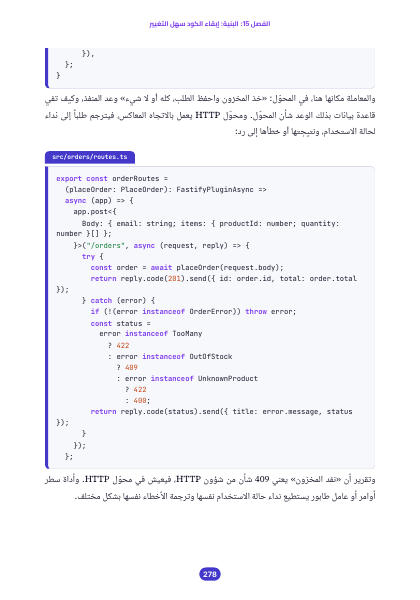 الفصل 15: البنية: إبقاء الكود سهل التغيير
}),
};
}
والمعاملة مكانها هنا، في المحوّل: «خذ المخزون واحفظ الطلب، كله أو لا شيء» وعد المنفذ، وكيف تفي
قاعدة بيانات بذلك الوعد شأن المحوّل. ومحوّل HTTP يعمل بالاتجاه المعاكس، فيترجم طلباً إلى نداء
لحالة الاستخدام، ونتيجتها أو خطأها إلى رد:
src/orders/routes.ts
export const orderRoutes =
(placeOrder: PlaceOrder): FastifyPluginAsync =>
async (app) => {
app.post<{
Body: { email: string; items: { productId: number; quantity:
number }[] };
}>("/orders", async (request, reply) => {
try {
const order = await placeOrder(request.body);
return reply.code(201).send({ id: order.id, total: order.total
});
} catch (error) {
if (!(error instanceof OrderError)) throw error;
const status =
error instanceof TooMany
? 422
: error instanceof OutOfStock
? 409
: error instanceof UnknownProduct
? 422
: 400;
return reply.code(status).send({ title: error.message, status
});
}
});
};
وتقرير أن «نفد المخزون» يعني 409 شأن من شؤون HTTP، فيعيش في محوّل HTTP. وأداة سطر
أوامر أو عامل طابور يستطيع نداء حالة الاستخدام نفسها وترجمة الأخطاء نفسها بشكل مختلف.
278